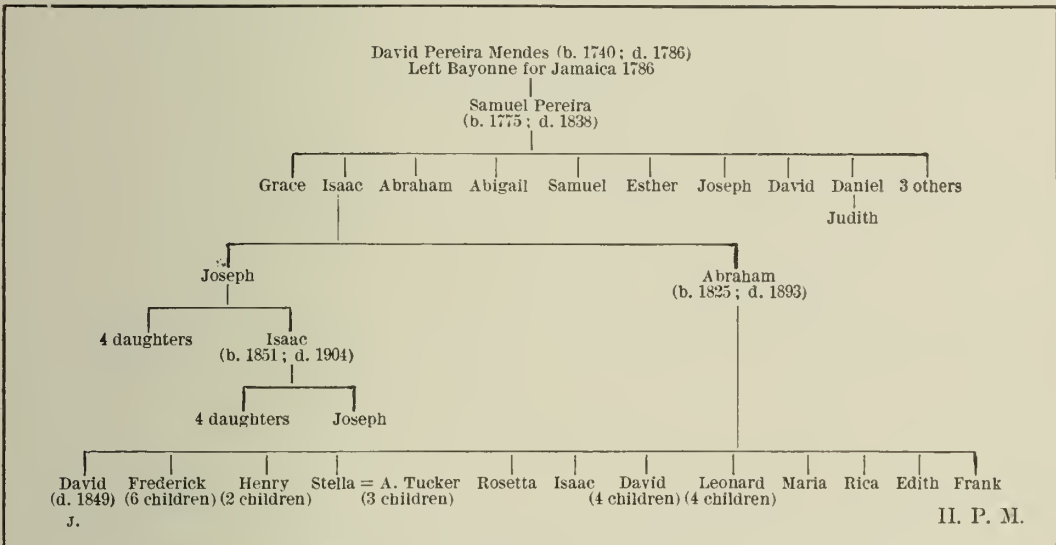 David Pereira Mendes (b. 1740; d. 1786)
Left Bayonne for Jamaica 1786
Samuel Pereira
(b. 1775; d. 1838)
Grace Isaac Abraham Abigail Samuel Esther Joseph David Daniel 3 others
Judith
Joseph Abraham
(b. 1825; d. 1893)
4 daughters Isaac
(b. 1851; d. 1904)
4 daughters Joseph
David Frederick Henry Stella = A. Tucker Rosetta Isaac David Leonard Maria Rica Edith Frank
(d. 1849) (6 children) (2 children) (3 children) (4 children) (4 children)
J. H. P. M.